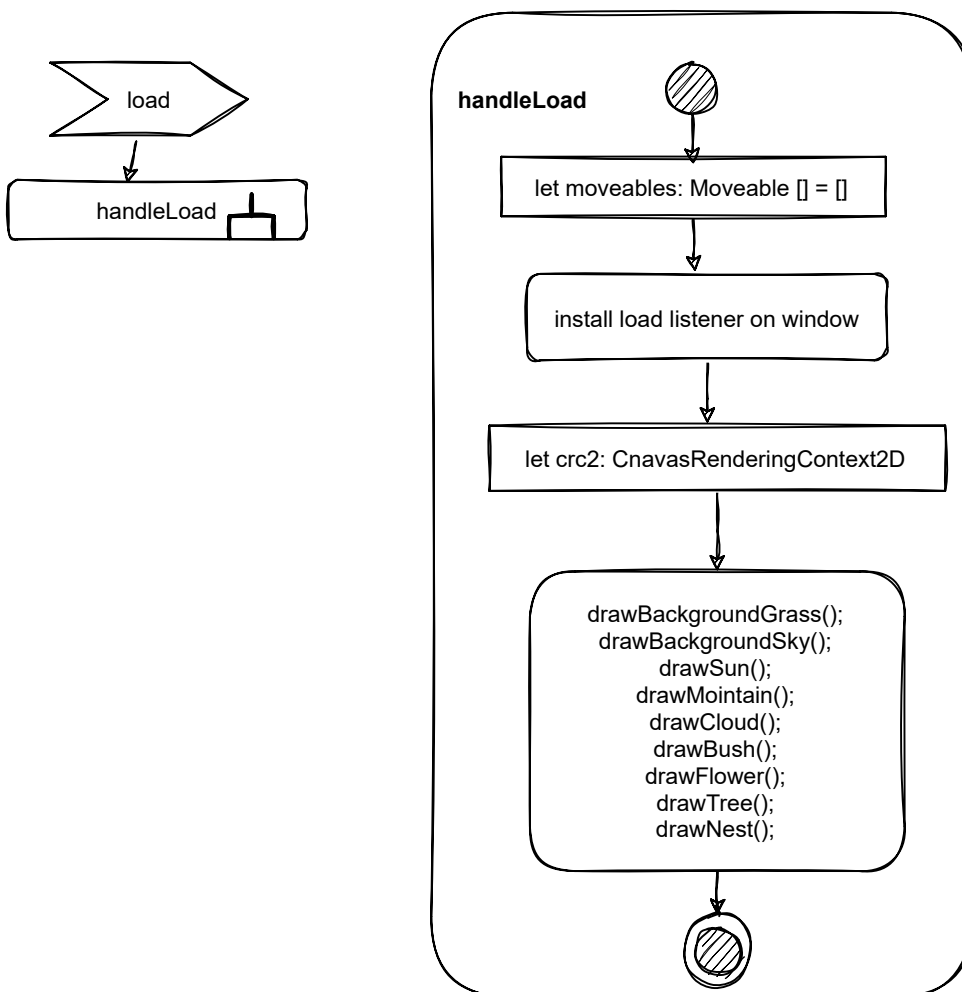 load
handleLoad
handleLoad
let moveables: Moveable [] = []
install load listener on window
let crc2: CnavasRenderingContext2D
drawBackgroundGrass();
drawBackgroundSky();
drawSun();
drawMointain();
drawCloud();
drawBush();
drawFlower();
drawTree();
drawNest();